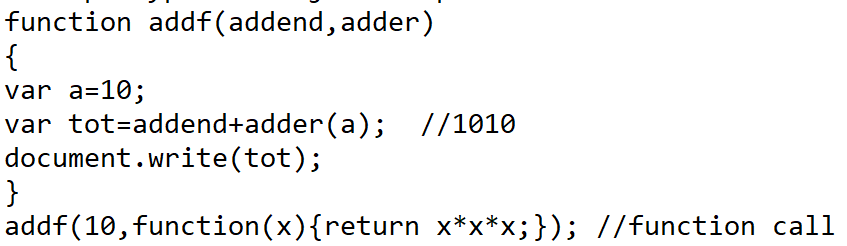 function addf(addend,adder)
{
var a=10;
var tot=addend+adder(a);  //1010
document.write(tot);
}
addf(10,function(x){return x*x*x;}); //function call